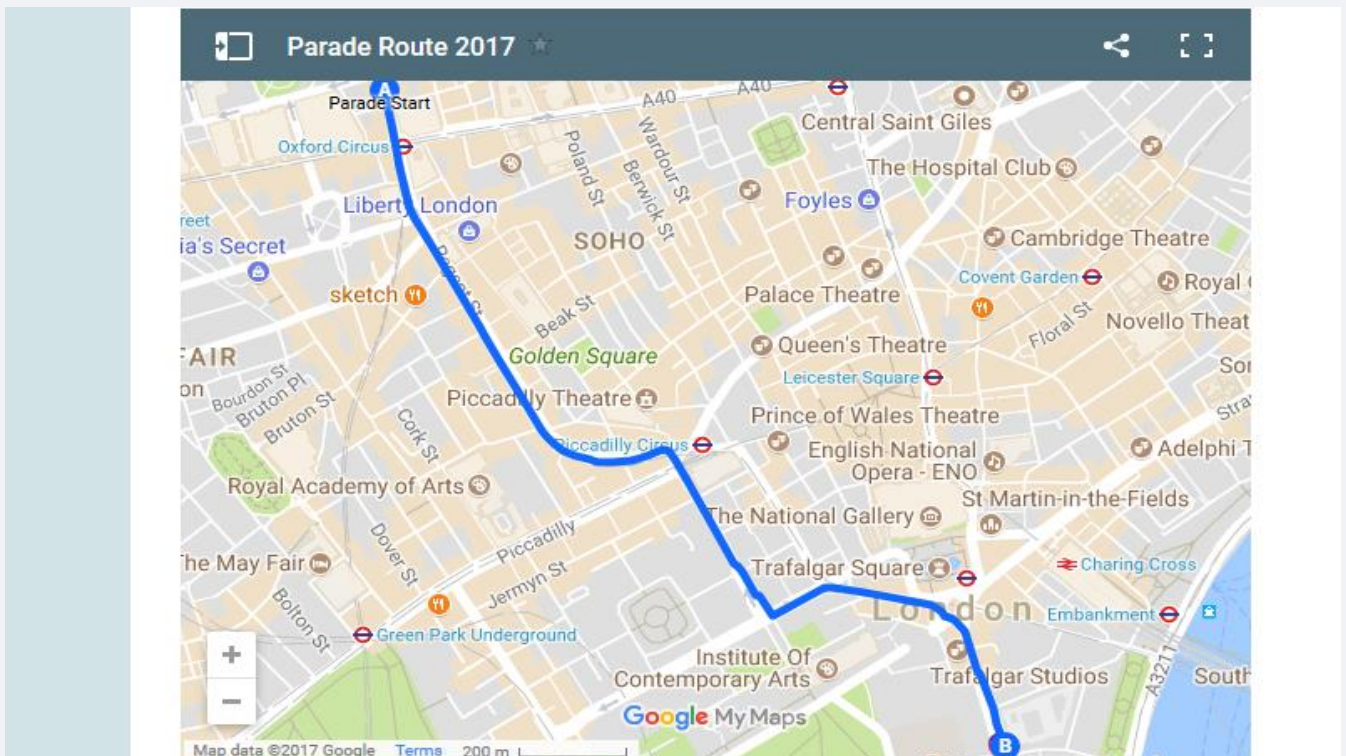 Parade Route 2017
A
Parade Start
A40
A40
Central Saint Giles
Oxford Circus
Poland St
Wardour St
Berwick St
The Hospital Club
Liberty London
Foyles
reet
ia's Secret
SOHO
Cambridge Theatre
Regent St
Covent Garden
Royal
sketch
Beak St
Palace Theatre
Floral St
Novello Theat
FAIR
Golden Square
Queen's Theatre
on
Bourdon St
Bruton Pl
Bruton St
Leicester Square
Sor
Stra
Piccadilly Theatre
Cork St
Prince of Wales Theatre
Piccadilly Circus
English National
Opera - ENO
Adelphi T
Royal Academy of Arts
St Martin-in-the-Fields
The National Gallery
Dover St
Piccadilly
The May Fair
Jermyn St
Trafalgar Square
Charing Cross
Bolton St
London
Embankment
Green Park Underground
+
Institute Of
Contemporary Arts
Trafalgar Studios
A3211
South
−
Google My Maps
B
Map data ©2017 Google Terms 200 m